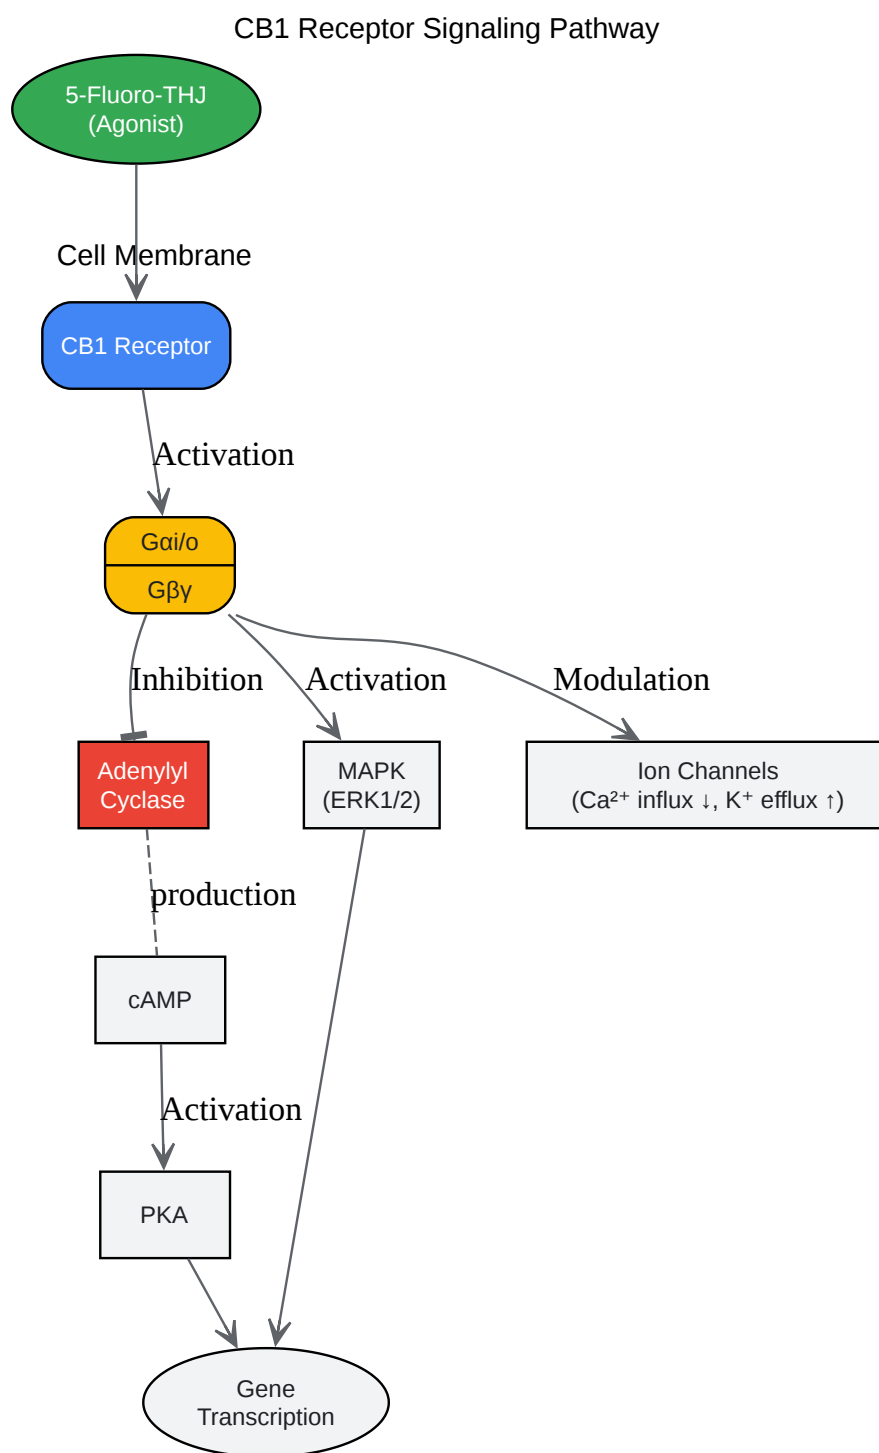 CB1 Receptor Signaling Pathway
5-Fluoro-THJ
(Agonist)
Cell Membrane
CB1 Receptor
Activation
Gαi/o
Gβγ
Inhibition
Activation
Modulation
Adenylyl
Cyclase
MAPK
(ERK1/2)
Ion Channels
(Ca²⁺ influx ↓, K⁺ efflux ↑)
production
cAMP
Activation
PKA
Gene
Transcription